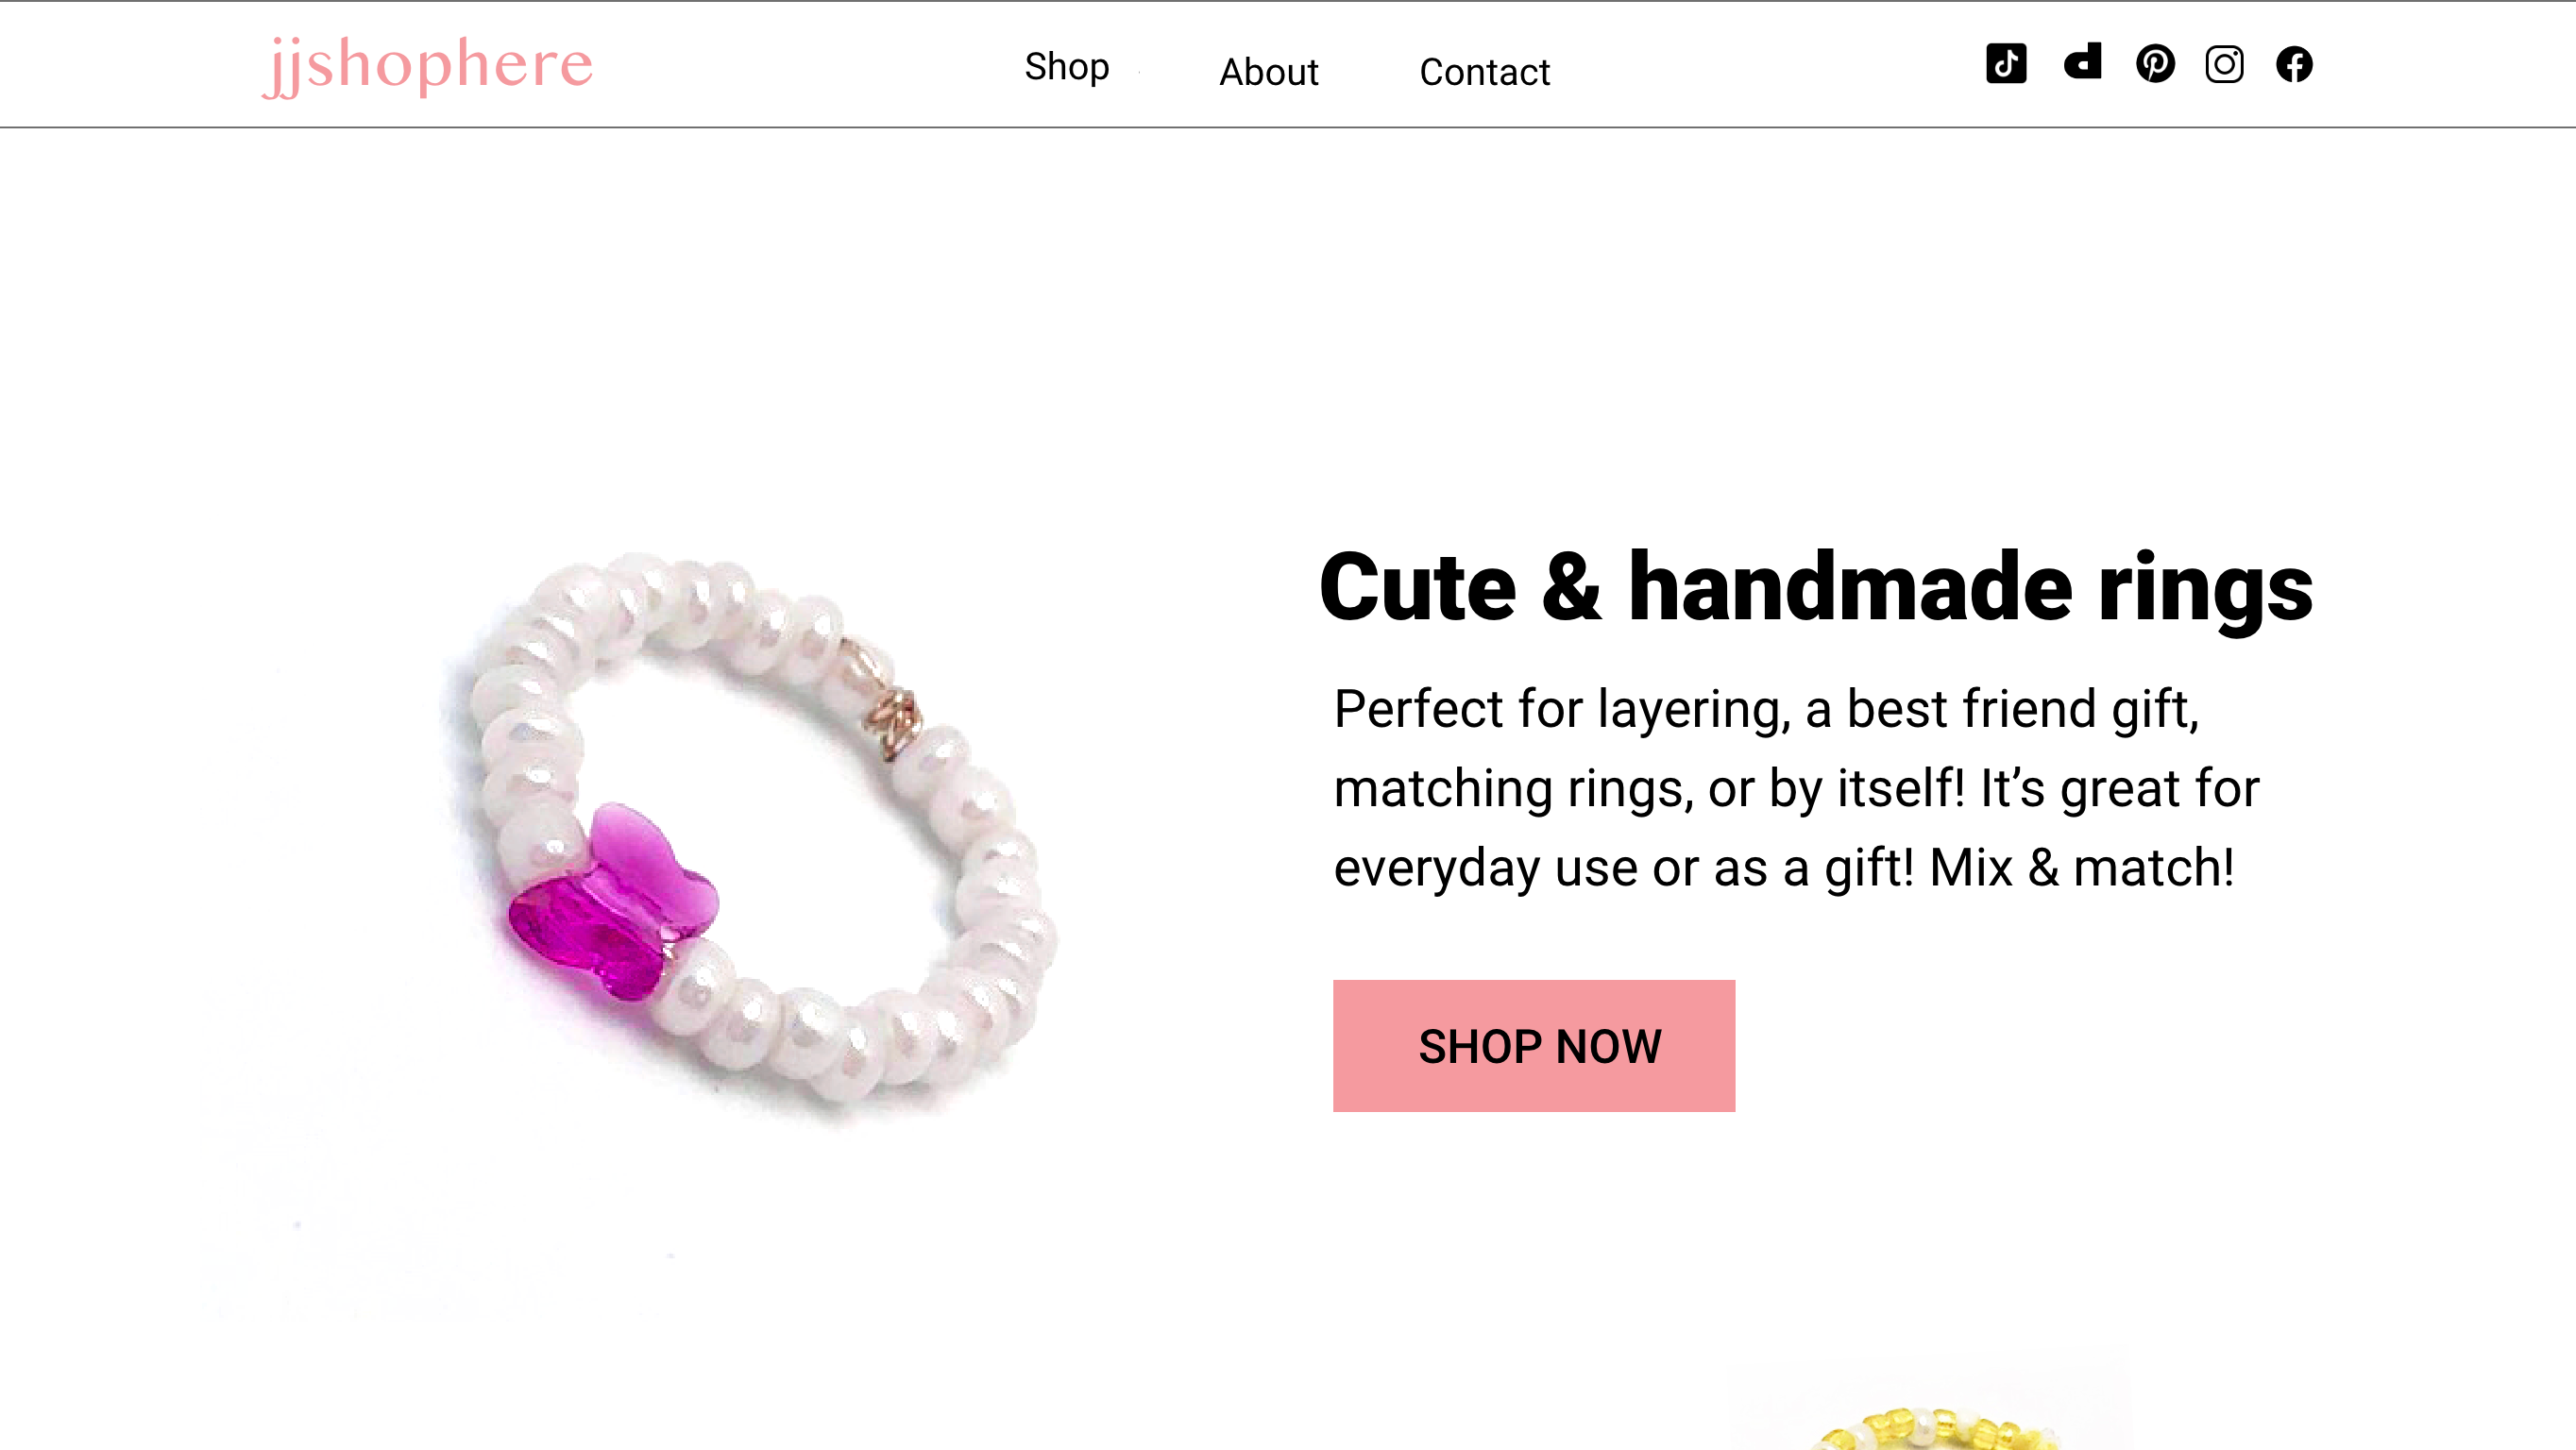 jjshophere
Shop
About
Contact
Cute & handmade rings
Perfect for layering, a best friend gift,
matching rings, or by itself! It’s great for
everyday use or as a gift! Mix & match!
SHOP NOW